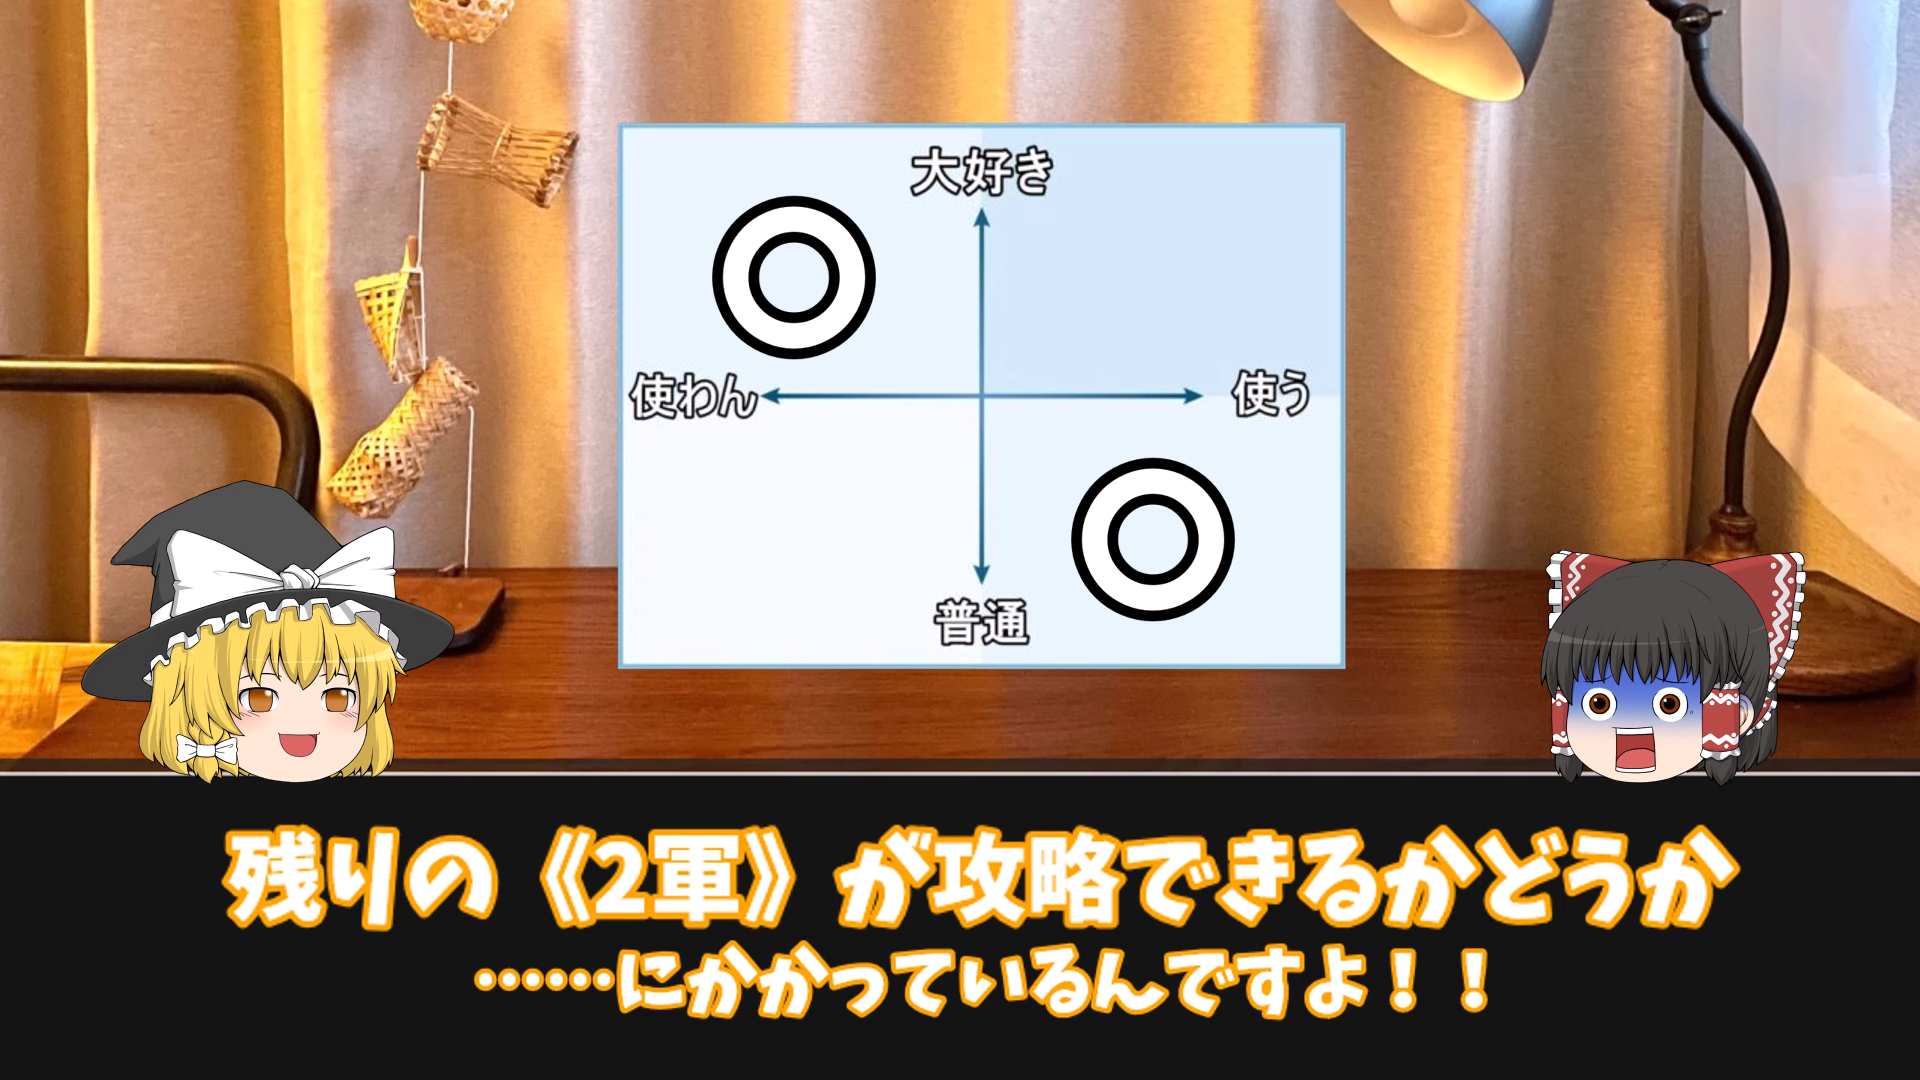 大好き
使わん
使う
普通
残りの《2軍》が攻略できるかどうか
……にかかっているんですよ！！